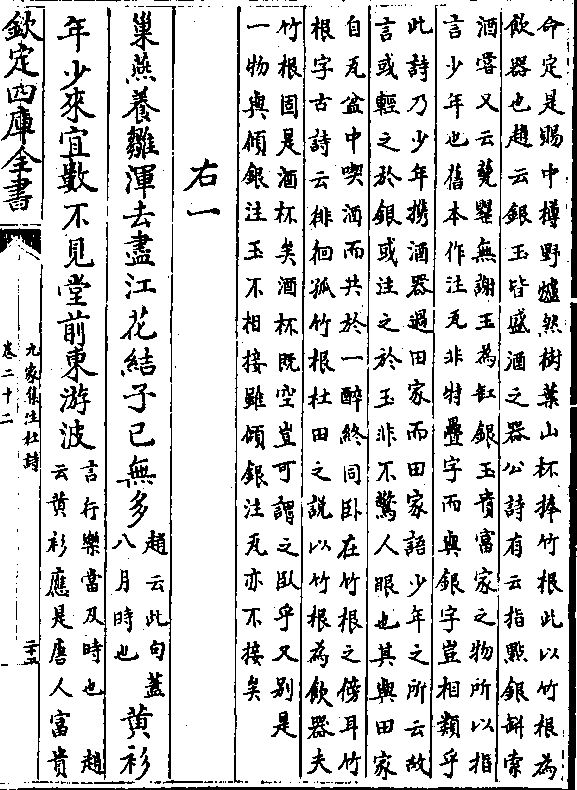 命定是賜中樽野爐然樹葉山杯捧竹根此以竹根為
飲器也趙云銀玉皆盛酒之器公詩有云指點銀缾索
酒嘗又云甕罌無謝玉為缸銀玉貴富家之物所以指
言少年也舊本作注瓦非特疊字而與銀字豈相類乎
此詩乃少年携酒器過田家而田家語少年之所云故
言或輕之於銀或注之於玉非不驚人眼也其與田家
自瓦盆中喫酒而共於一醉終同卧在竹根之傍耳竹
根字古詩云徘徊孤竹根杜田之說以竹根為飲器夫
竹根固是酒杯矣酒杯既空豈可謂之卧乎又别是
一物與傾銀注玉不相接雖傾銀注瓦亦不接矣
右一
巢燕養雛渾去盡江花結子已無多趙云此句蓋八月時也黄衫
年少來宜數不見堂前東游波言行樂當及時也趙云黄衫應是唐人富貴
欽定四庫全書
九家集注杜詩
卷二十二
二十五